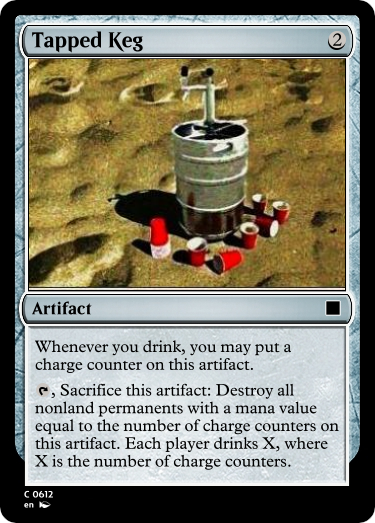 Tapped Keg 2
Artifact
Whenever you drink, you may put a
charge counter on this artifact.
, Sacrifice this artifact: Destroy all
nonland permanents with a mana value
equal to the number of charge counters on
this artifact. Each player drinks X, where
X is the number of charge counters.
C 0612
en